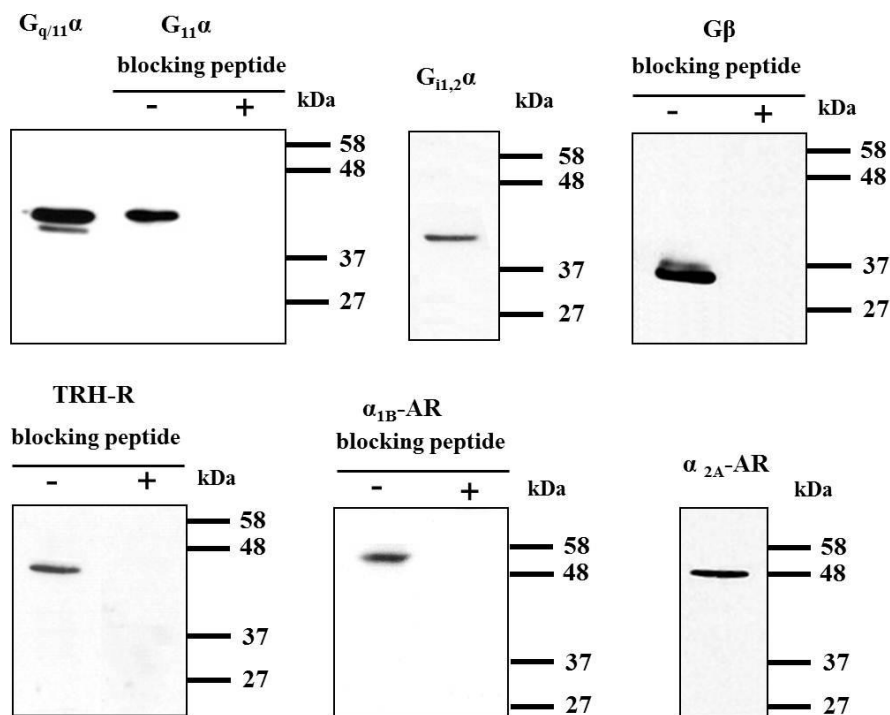 Gq/11α
G11α
blocking peptide
- +
kDa
58
48
37
27
Gi1,2α
kDa
58
48
37
27
Gβ
blocking peptide
- +
kDa
58
48
37
27
TRH-R
blocking peptide
- +
kDa
58
48
37
27
α1B-AR
blocking peptide
- +
kDa
58
48
37
27
α 2A-AR
kDa
58
48
37
27